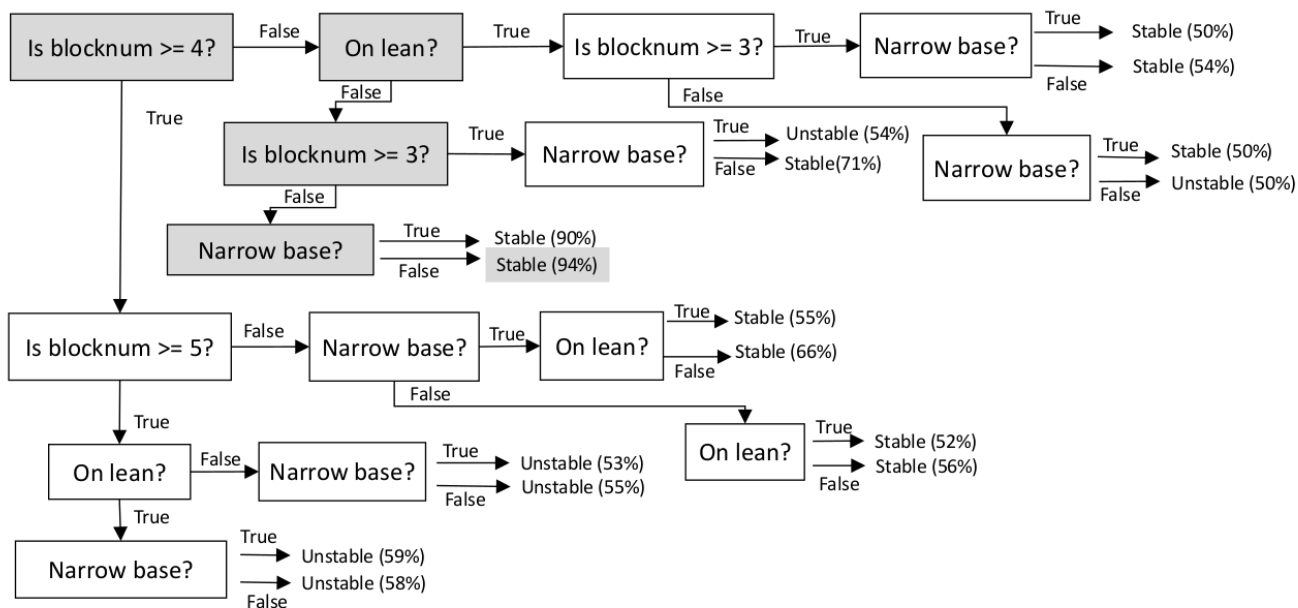 Is blocknum >= 4?
False
On lean?
True
Is blocknum >= 3?
True
Narrow base?
True
Stable (50%)
False
Stable (54%)
True
False
False
Is blocknum >= 3?
True
Narrow base?
True
Unstable (54%)
False
Stable(71%)
Narrow base?
True
Stable (50%)
False
Unstable (50%)
False
Narrow base?
True
Stable (90%)
False
Stable (94%)
Is blocknum >= 5?
False
Narrow base?
True
On lean?
True
Stable (55%)
False
Stable (66%)
False
On lean?
True
Stable (52%)
False
Stable (56%)
True
On lean?
False
Narrow base?
True
Unstable (53%)
False
Unstable (55%)
True
Narrow base?
True
Unstable (59%)
False
Unstable (58%)